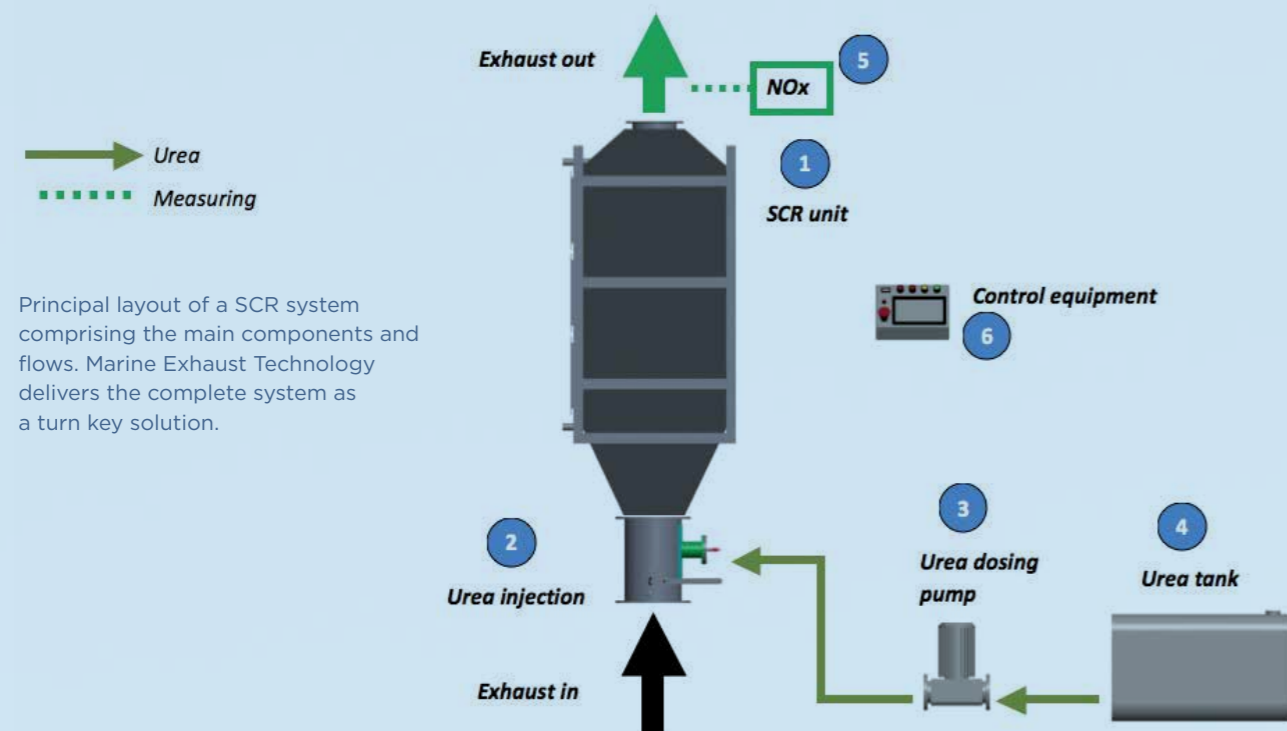 Exhaust out
5
NOx
Urea
1
Measuring
SCR unit
Principal layout of a SCR system
comprising the main components and
flows. Marine Exhaust Technology
delivers the complete system as
a turn key solution.
Control equipment
6
3
4
2
Urea dosing
pump
Urea tank
Urea injection
Exhaust in